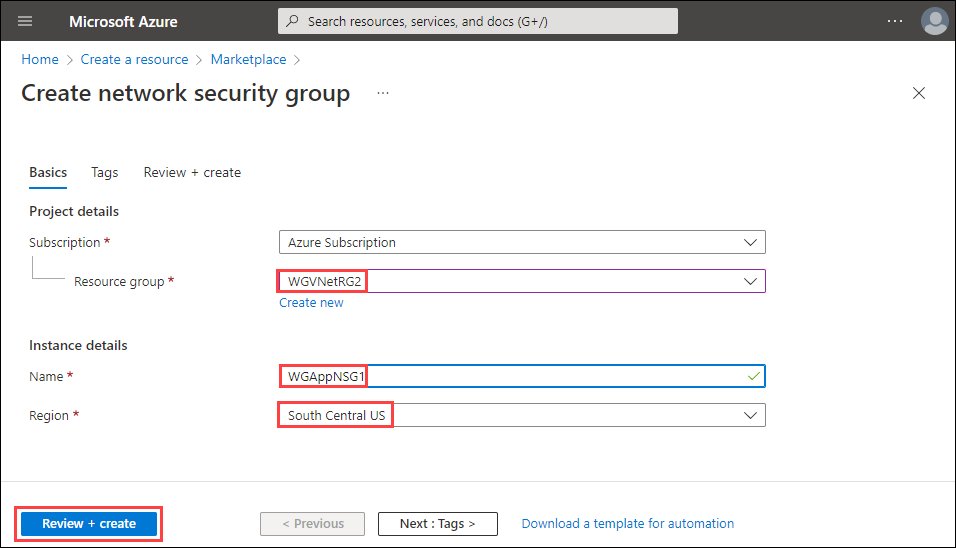 Microsoft Azure
Search resources, services, and docs (G+/)
...
Home > Create a resource > Marketplace >
Create network security group ...
Basics Tags Review + create
Project details
Subscription * Azure Subscription
Resource group * WGVNetRG2
Create new
Instance details
Name * WGAppNSG1
Region * South Central US
Review + create < Previous Next : Tags > Download a template for automation